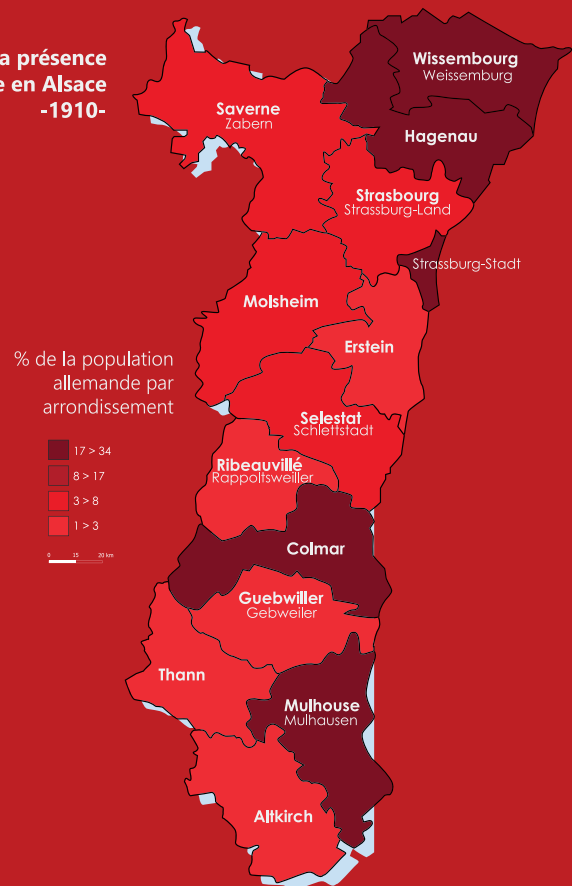 a présence
e en Alsace
-1910-
Wissembourg
Weissemburg
Saverne
Zabern
Hagenau
Strasbourg
Strassburg-Land
Strassburg-Stadt
Molsheim
Erstein
% de la population
allemande par
arrondissement
17 > 34
8 > 17
3 > 8
1 > 3
0 15 20 km
Selestat
Schlettstadt
Ribeauvillé
Rappoltsweiller
Colmar
Guebwiller
Gebweiler
Thann
Mulhouse
Mulhausen
Altkirch